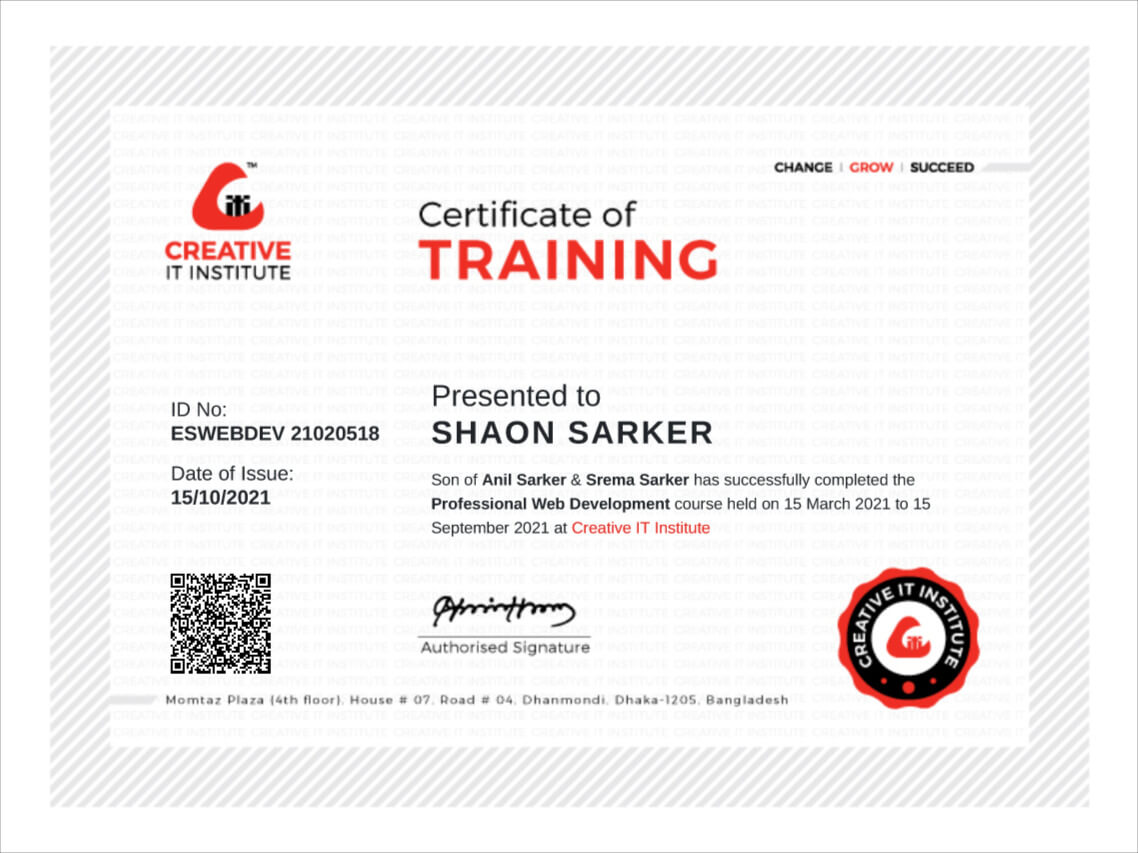 CREATIVE
IT INSTITUTE
™
iti
CHANGE | GROW | SUCCEED
Certificate of
TRAINING
ID No:
ESWEBDEV 21020518
Date of Issue:
15/10/2021
Presented to
SHAON SARKER
Son of Anil Sarker & Srema Sarker has successfully completed the
Professional Web Development course held on 15 March 2021 to 15
September 2021 at Creative IT Institute
Authorised Signature
CREATIVE IT INSTITUTE
iti
Momtaz Plaza (4th floor), House # 07, Road # 04, Dhanmondi, Dhaka-1205, Bangladesh